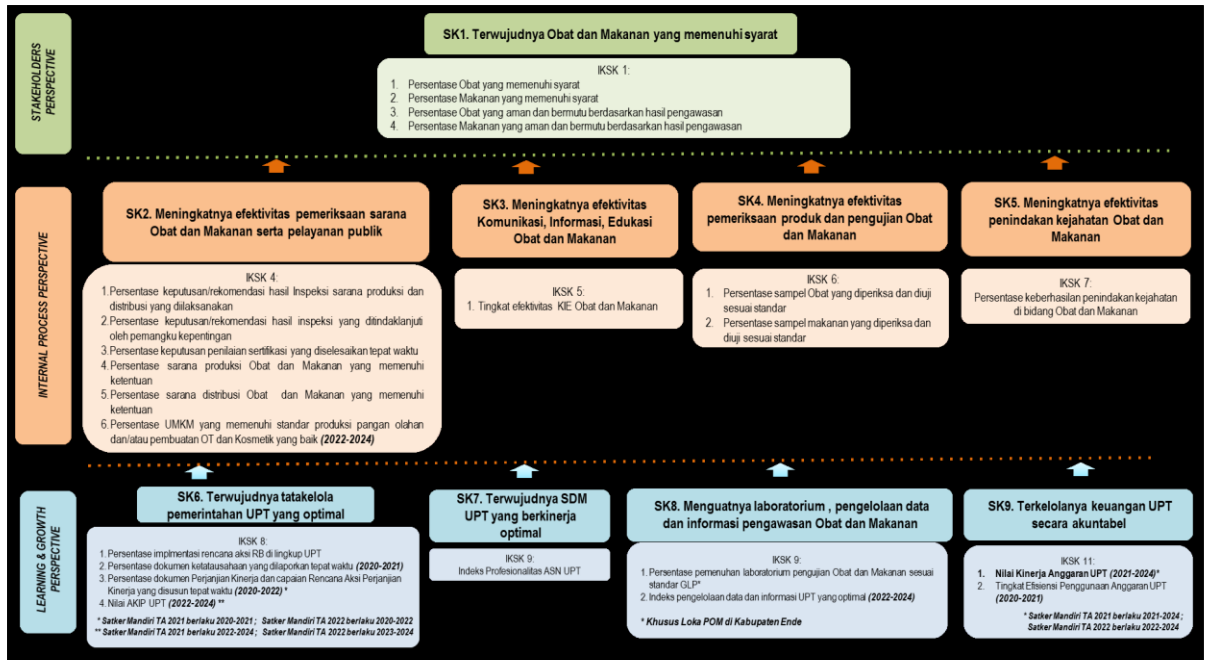 STAKEHOLDERS
PERSPECTIVE
SK1. Terwujudnya Obat dan Makanan yang memenuhi syarat
IKSK 1:
1. Persentase Obat yang memenuhi syarat
2. Persentase Makanan yang memenuhi syarat
3. Persentase Obat yang aman dan bermutu berdasarkan hasil pengawasan
4. Persentase Makanan yang aman dan bermutu berdasarkan hasil pengawasan
INTERNAL PROCESS PERSPECTIVE
SK2. Meningkatnya efektivitas pemeriksaan sarana
Obat dan Makanan serta pelayanan publik
IKSK 4:
1.Persentase keputusan/rekomendasi hasil Inspeksi sarana produksi dan
distribusi yang diilaksanakan
2.Persentase keputusan/rekomendasi hasil inspeksi yang ditindaklanjuti
oleh pemangku kepentingan
3.Persentase keputusan penilaian sertifikasi yang diselesaikan tepat waktu
4.Persentase sarana produksi Obat dan Makanan yang memenuhi
ketentuan
5.Persentase sarana distribusi Obat dan Makanan yang memenuhi
ketentuan
6.Persentase UMKM yang memenuhi standar produksi pangan olahan
dan/atau pembuatan OT dan Kosmetik yang baik (2022-2024)
SK3. Meningkatnya efektivitas
Komunikasi, Informasi, Edukasi
Obat dan Makanan
IKSK 5:
1. Tingkat efektivitas KIE Obat dan Makanan
SK4. Meningkatnya efektivitas
pemeriksaan produk dan pengujian Obat
dan Makanan
IKSK 6:
1. Persentase sampel Obat yang diperiksa dan diuji
sesuai standar
2. Persentase sampel makanan yang diperiksa dan
diuji sesuai standar
SK5. Meningkatnya efektivitas
penindakan kejahatan Obat dan
Makanan
IKSK 7:
Persentase keberhasilan penindakan kejahatan
di bidang Obat dan Makanan
LEARNING & GROWTH
PERSPECTIVE
SK6. Terwujudnya tatakelola
pemerintahan UPT yang optimal
IKSK 8:
1.Persentase implmentasi rencana aksi RB di lingkup UPT
2.Persentase dokumen ketatausahaan yang dilaporkan tepat waktu (2020-2021)
3.Persentase dokumen Perjanjian Kinerja dan capaian Rencana Aksi Perjanjian
Kinerja yang disusun tepat waktu (2020-2022) *
4.Nilai AKIP UPT (2022-2024) **
* Satker Mandiri TA 2021 berlaku 2020-2021 ; Satker Mandiri TA 2022 berlaku 2020-2022
** Satker Mandiri TA 2021 berlaku 2022-2024 ; Satker Mandiri TA 2022 berlaku 2023-2024
SK7. Terwujudnya SDM
UPT yang berkinerja
optimal
IKSK 9:
Indeks Profesionalitas ASN UPT
SK8. Menguatnya laboratorium , pengelolaan data
dan informasi pengawasan Obat dan Makanan
IKSK 9:
1.Persentase pemenuhan laboratorium pengujian Obat dan Makanan sesuai
standar GLP*
2.Indeks pengelolaan data dan informasi UPT yang optimal (2022-2024)
* Khusus Loka POM di Kabupaten Ende
SK9. Terkelolanya keuangan UPT
secara akuntabel
IKSK 11:
1. Nilai Kinerja Anggaran UPT (2021-2024)*
2. Tingkat Efisiensi Penggunaan Anggaran UPT
(2020-2021)
* Satker Mandiri TA 2021 berlaku 2021-2024 ;
Satker Mandiri TA 2022 berlaku 2022-2024